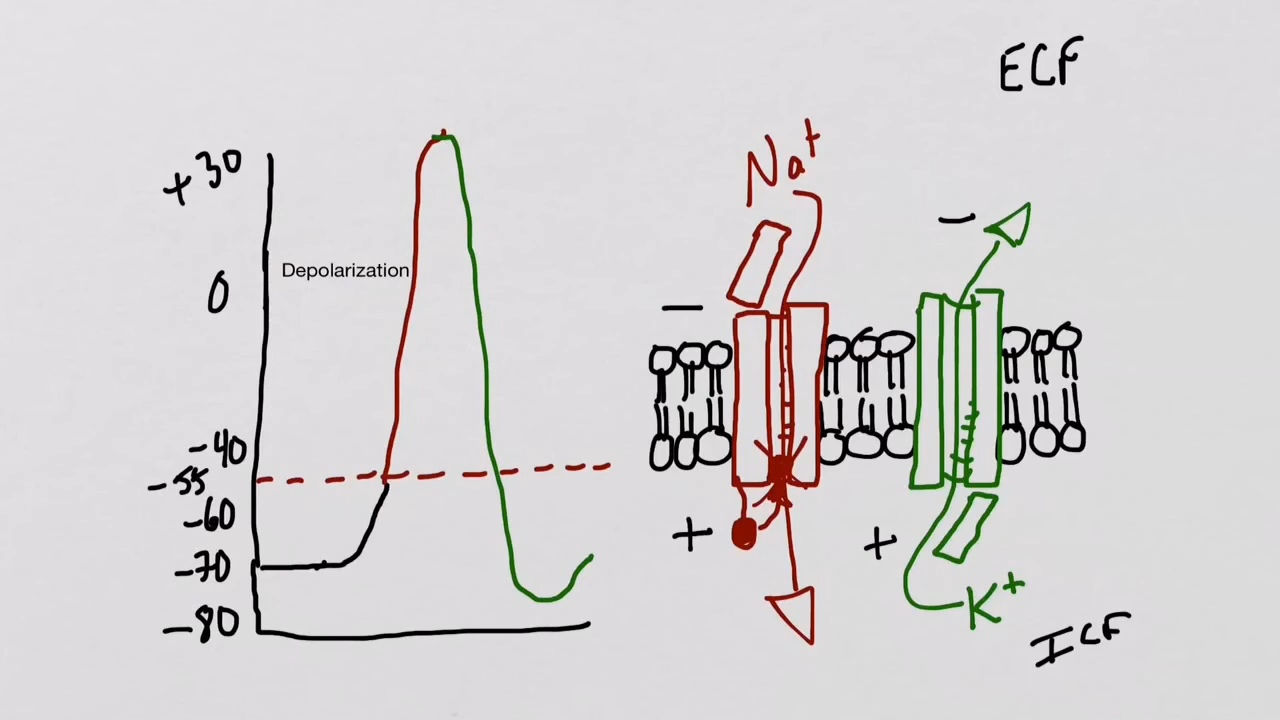 ECF
+30
Na+
−
Depolarization
0
−
-40
-55
-60
+
+
-70
K+
-80
ICF